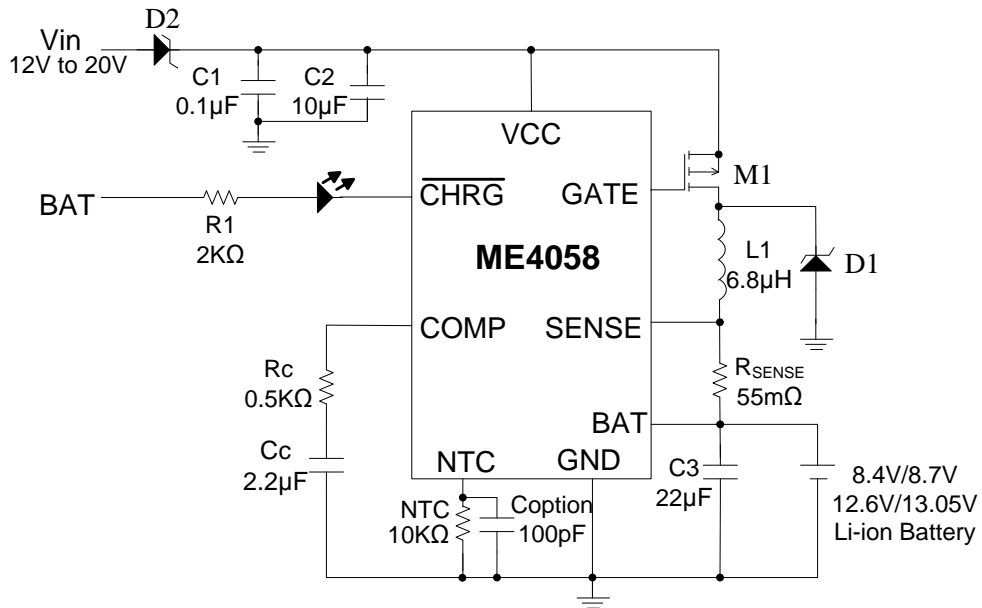 D2
Vin
12V to 20V
C1
0.1µF
C2
10µF
VCC
M1
BAT
R1
2KΩ
CHRG
GATE
ME4058
L1
6.8µH
D1
COMP
SENSE
Rc
0.5KΩ
RSENSE
55mΩ
Cc
2.2µF
BAT
NTC
GND
C3
22µF
8.4V/8.7V
12.6V/13.05V
Li-ion Battery
NTC
10KΩ
Coption
100pF